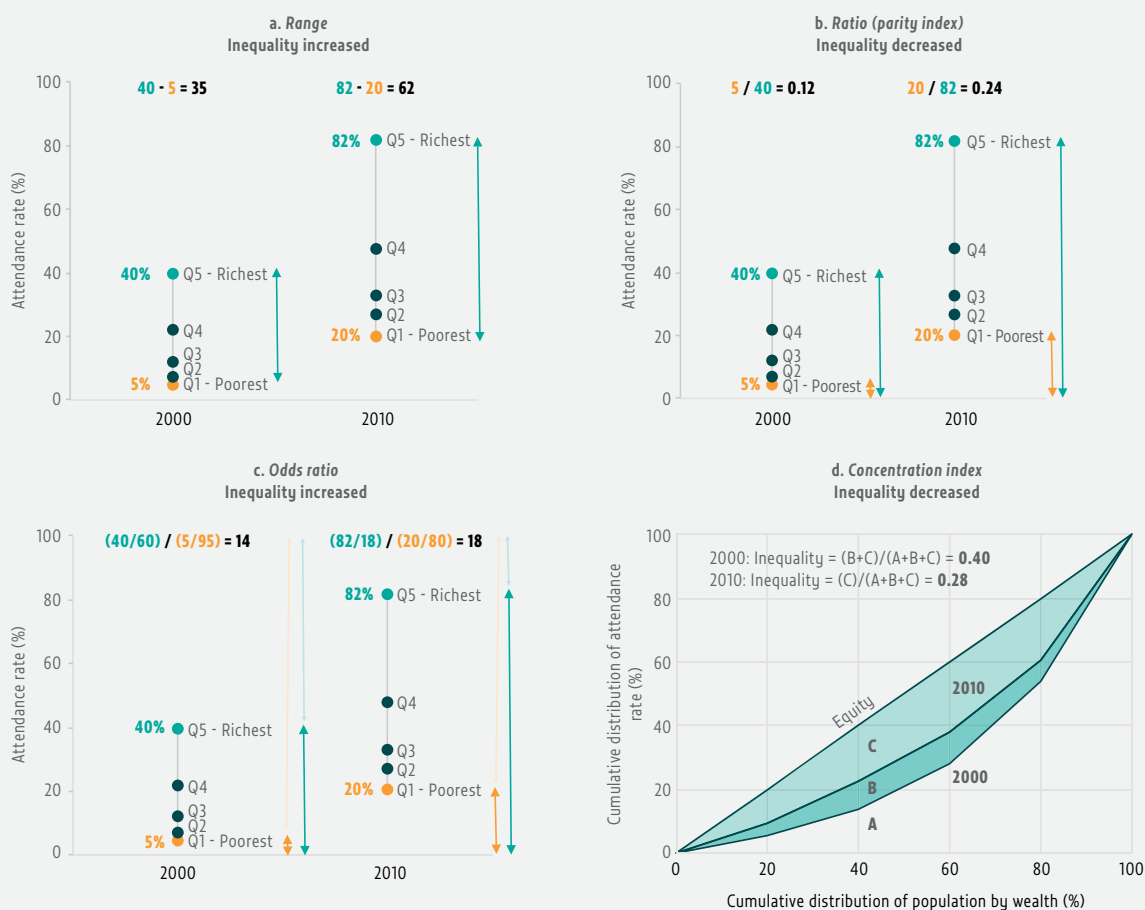 a. Range
Inequality increased
40 - 5 = 35
82 - 20 = 62
Attendance rate (%)
100
80
60
40
20
0
40%
Q5 - Richest
Q4
Q3
Q2
5%
Q1 - Poorest
82%
Q5 - Richest
Q4
Q3
Q2
20%
Q1 - Poorest
2000
2010
b. Ratio (parity index)
Inequality decreased
5 / 40 = 0.12
20 / 82 = 0.24
Attendance rate (%)
100
80
60
40
20
0
40%
Q5 - Richest
Q4
Q3
Q2
5%
Q1 - Poorest
82%
Q5 - Richest
Q4
Q3
Q2
20%
Q1 - Poorest
2000
2010
c. Odds ratio
Inequality increased
(40/60) / (5/95) = 14
(82/18) / (20/80) = 18
Attendance rate (%)
100
80
60
40
20
0
40%
Q5 - Richest
Q4
Q3
Q2
5%
Q1 - Poorest
82%
Q5 - Richest
Q4
Q3
Q2
20%
Q1 - Poorest
2000
2010
d. Concentration index
Inequality decreased
2000: Inequality = (B+C)/(A+B+C) = 0.40
2010: Inequality = (C)/(A+B+C) = 0.28
Cumulative distribution of attendance
rate (%)
100
80
60
40
20
0
Equity
2010
C
B
2000
A
0
20
40
60
80
100
Cumulative distribution of population by wealth (%)